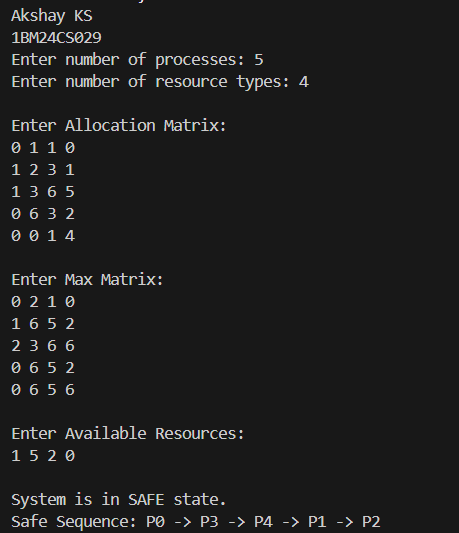 Akshay KS
1BM24CS029
Enter number of processes: 5
Enter number of resource types: 4
Enter Allocation Matrix:
0 1 1 0
1 2 3 1
1 3 6 5
0 6 3 2
0 0 1 4
Enter Max Matrix:
0 2 1 0
1 6 5 2
2 3 6 6
0 6 5 2
0 6 5 6
Enter Available Resources:
1 5 2 0
System is in SAFE state.
Safe Sequence: P0 -> P3 -> P4 -> P1 -> P2